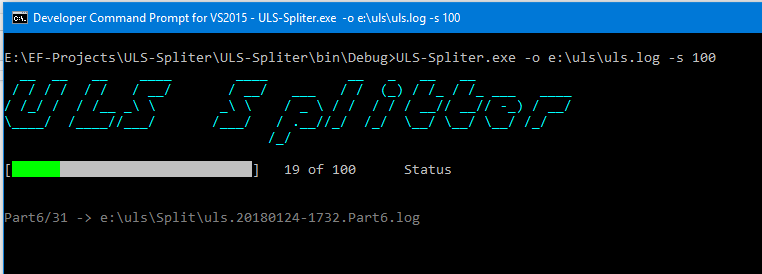 Developer Command Prompt for VS2015 - ULS-Spliter.exe -o e:\uls\uls.log -s 100
E:\EF-Projects\ULS-Spliter\ULS-Spliter\bin\Debug>ULS-Spliter.exe -o e:\uls\uls.log -s 100
ULS Splitter
[ ] 19 of 100 Status
Part6/31 -> e:\uls\Split\uls.20180124-1732.Part6.log